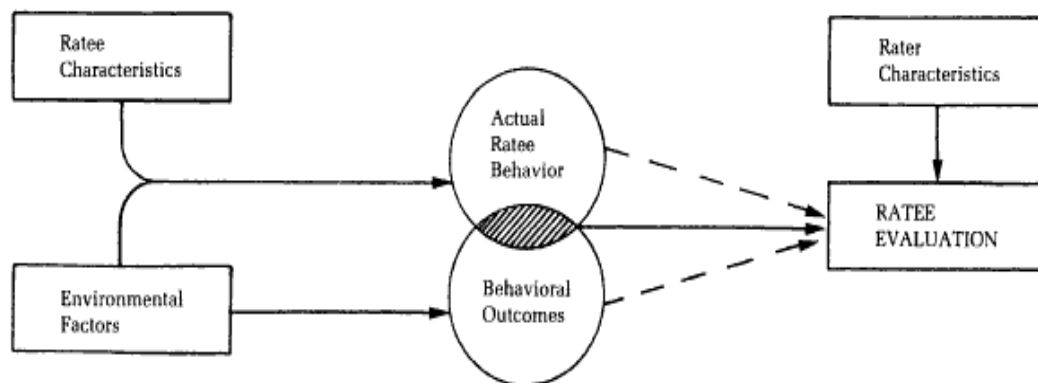 Ratee
Characteristics
Rater
Characteristics
Actual
Ratee
Behavior
RATEE
EVALUATION
Environmental
Factors
Behavioral
Outcomes